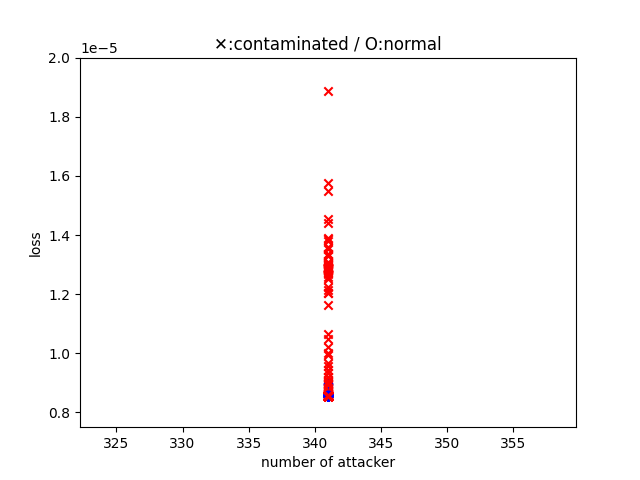 ×:contaminated / O:normal
1e−5
2.0
1.8
1.6
1.4
1.2
1.0
0.8
loss
325 330 335 340 345 350 355
number of attacker